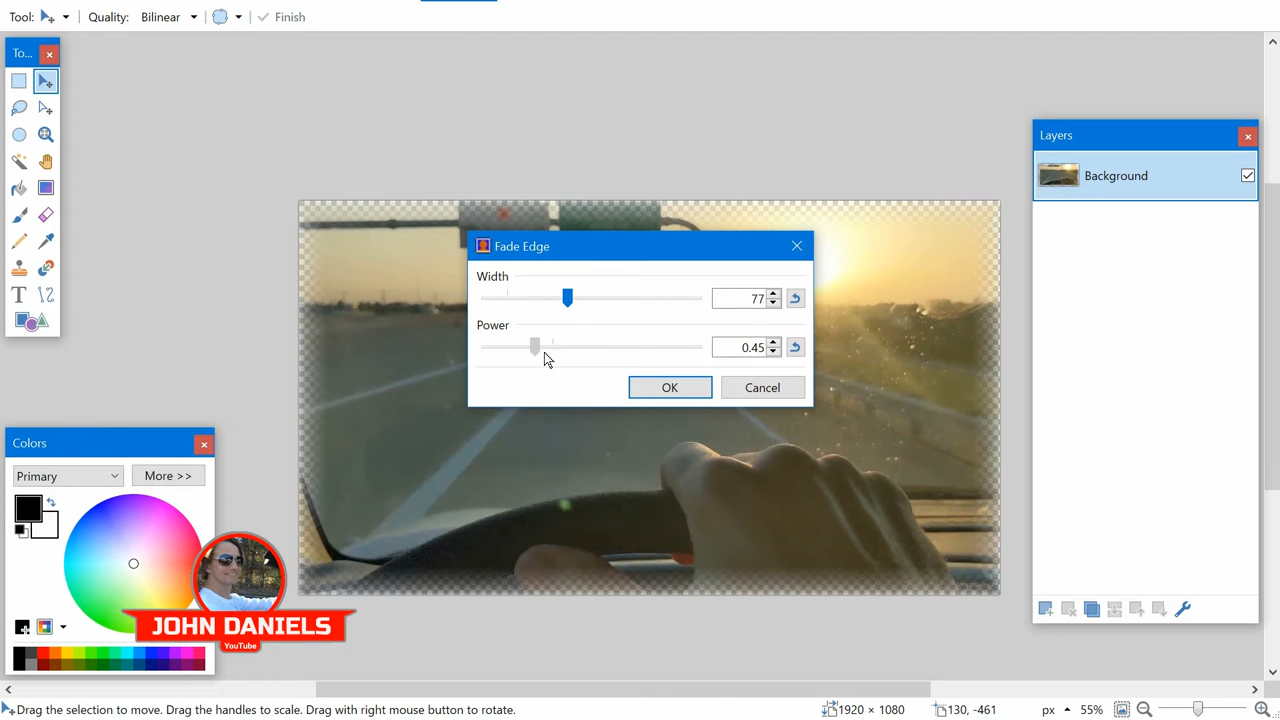 Tool:
Quality: Bilinear
Finish
To...
T
Fade Edge
Width
77
Power
0.45
OK
Cancel
Layers
Background
Colors
Primary
More >>
JOHN DANIELS
YouTube
Drag the selection to move. Drag the handles to scale. Drag with right mouse button to rotate.
1920 × 1080
130, -461
px
55%